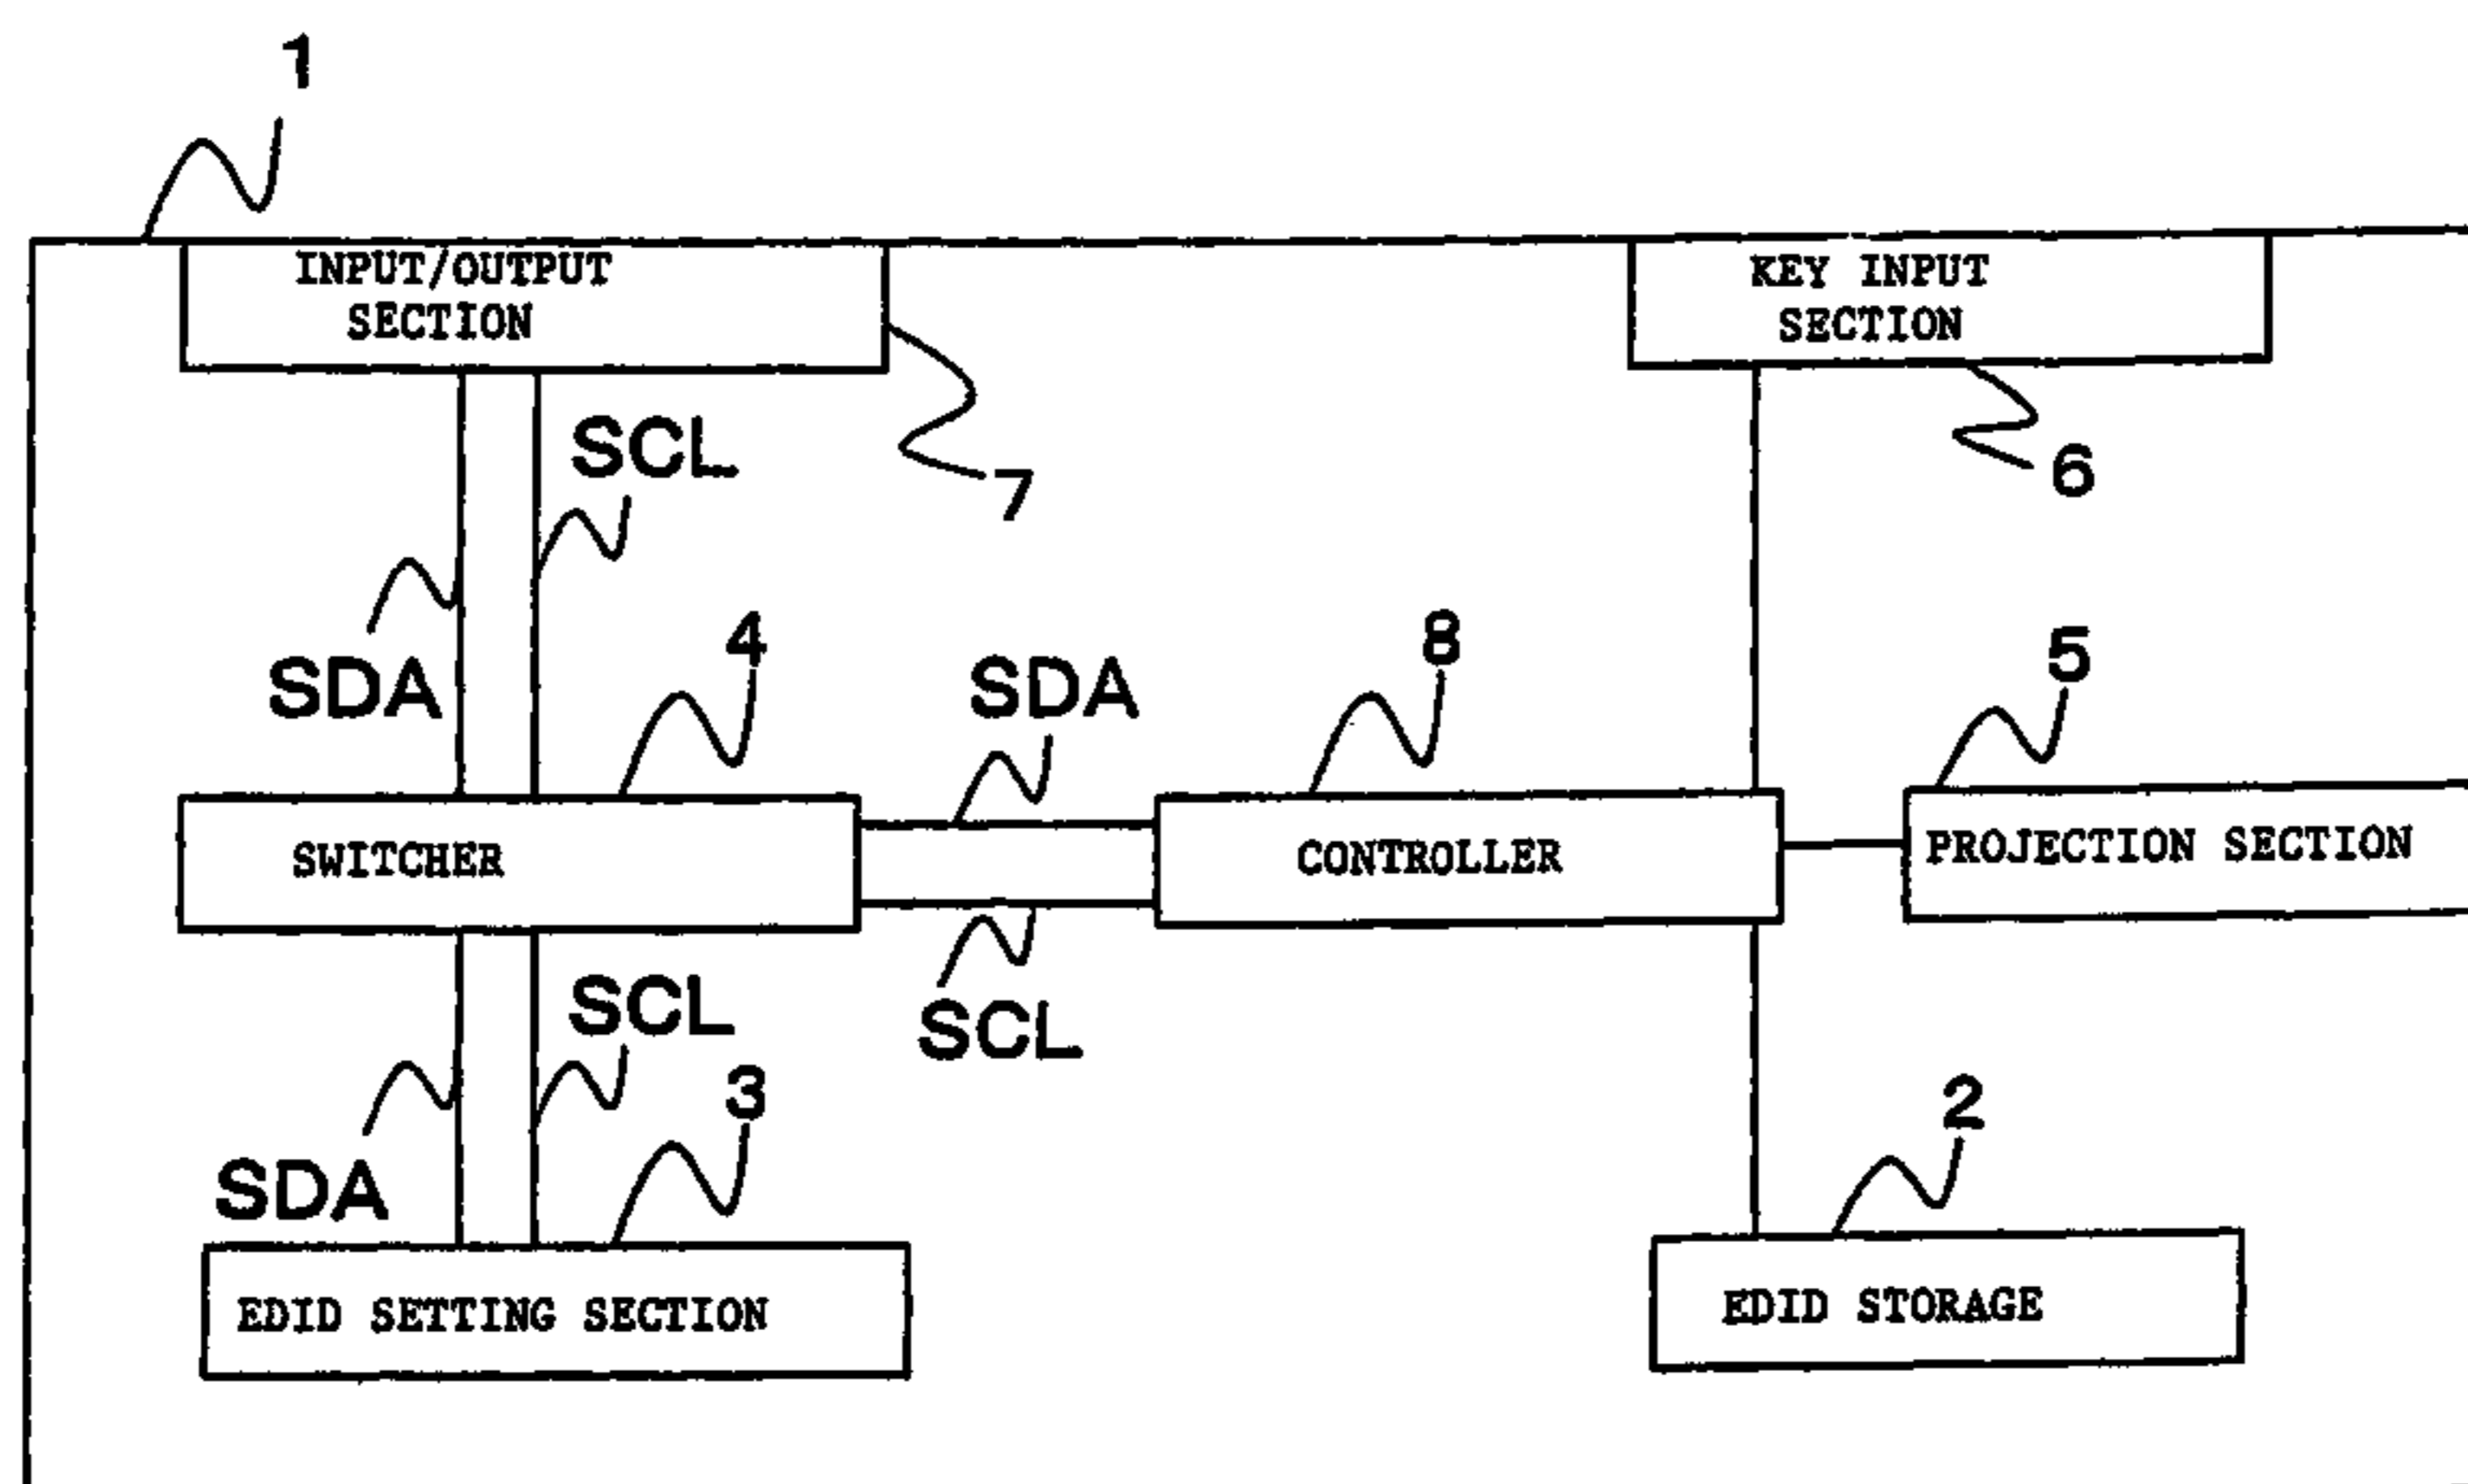 1
INPUT/OUTPUT
SECTION
KEY INPUT
SECTION
7
6
SCL
SDA
4
SDA
8
5
SWITCHER
CONTROLLER
PROJECTION SECTION
SCL
SCL
SDA
3
2
EDID SETTING SECTION
EDID STORAGE